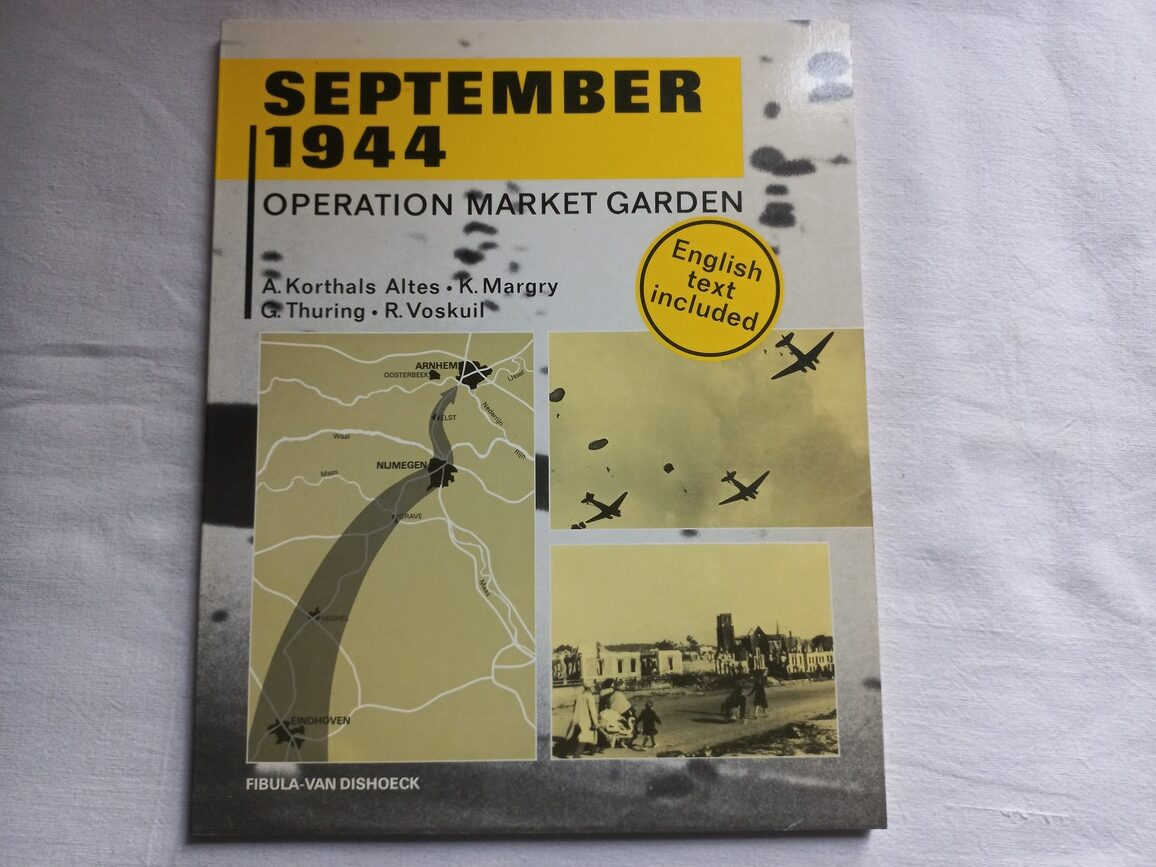 SEPTEMBER
1944
OPERATION MARKET GARDEN
A. Korthals Altes • K. Margry
G. Thuring • R. Voskuil
English
text
included
ARNHEM
OOSTERBEEK
IJssel
Nederrijn
ELST
Waal
Rijn
NIJMEGEN
Maas
GRAVE
Maas
VEGHEL
EINDHOVEN
FIBULA-VAN DISHOECK